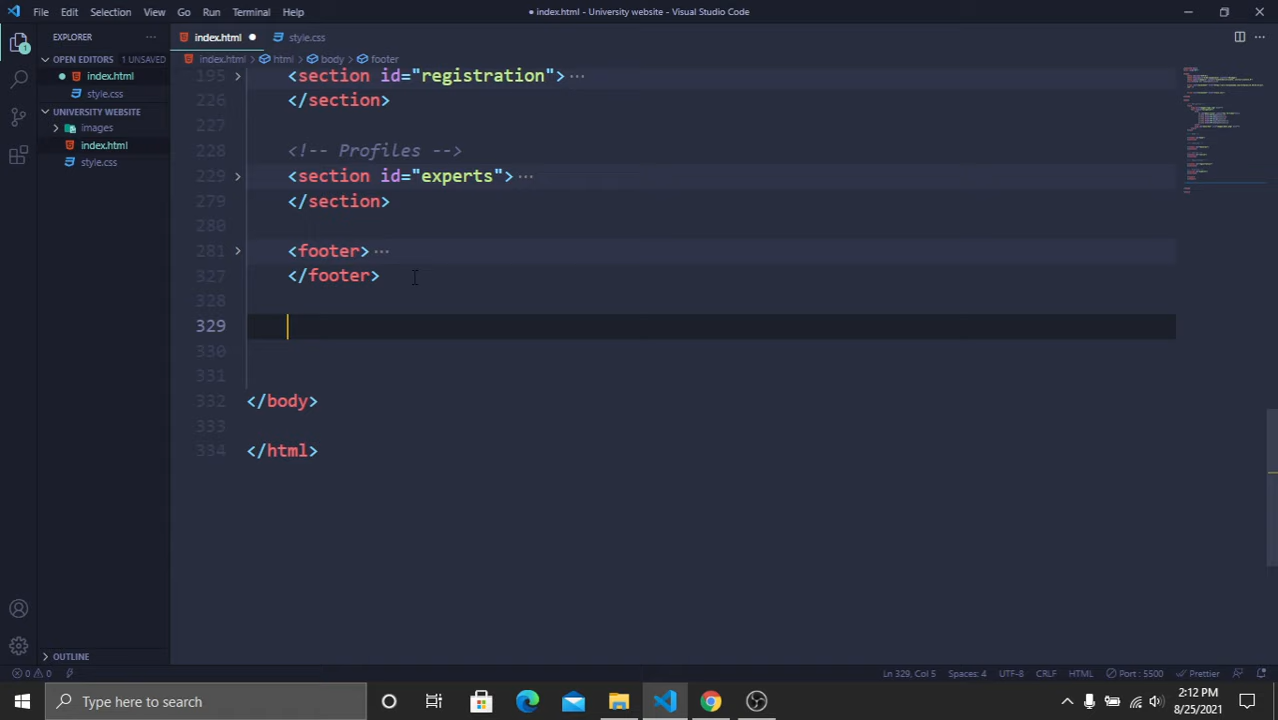 File Edit Selection View Go Run Terminal Help
● index.html - University website - Visual Studio Code
EXPLORER
OPEN EDITORS 1 UNSAVED
index.html
style.css
UNIVERSITY WEBSITE
images
index.html
style.css
OUTLINE
index.html style.css
index.html > html > body > footer
195 <section id="registration"> ···
226 </section>
227
228 <!-- Profiles -->
229 <section id="experts"> ···
279 </section>
280
281 <footer> ···
327 </footer>
328
329
330
331
332 </body>
333
334 </html>
0 0
Ln 329, Col 5 Spaces: 4 UTF-8 CRLF HTML Port : 5500 Prettier
Type here to search
2:12 PM
8/25/2021